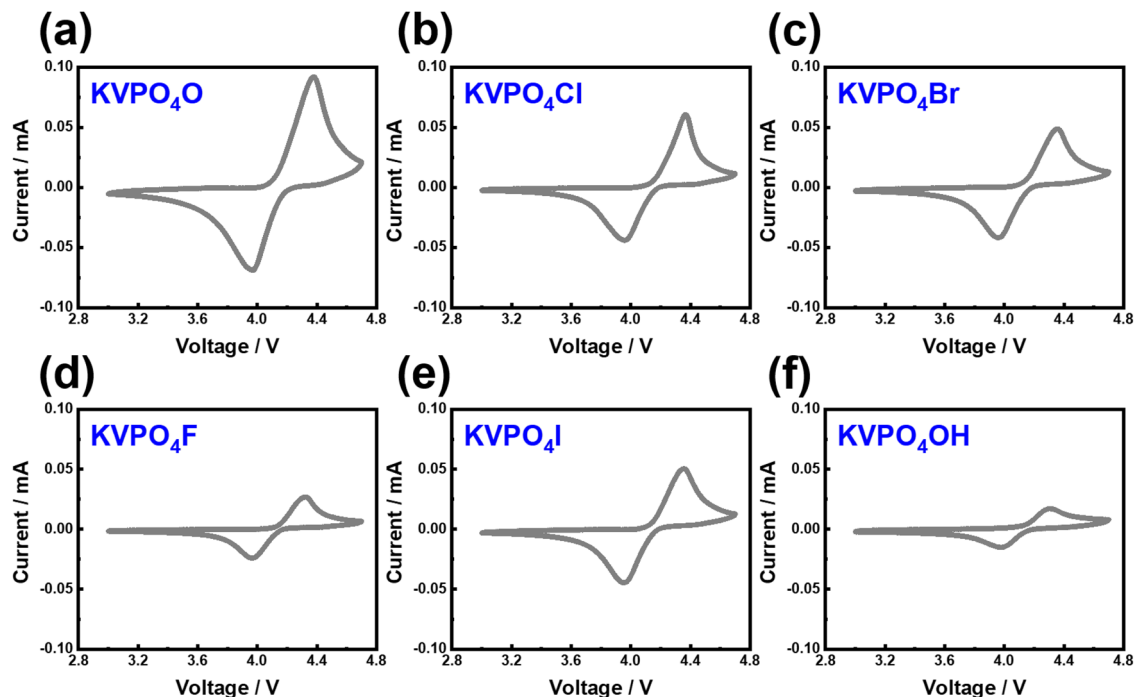 (a)
KVPO4O
0.10
0.05
0.00
-0.05
-0.10
Current / mA
2.8 3.2 3.6 4.0 4.4 4.8
Voltage / V
(b)
KVPO4Cl
0.10
0.05
0.00
-0.05
-0.10
Current / mA
2.8 3.2 3.6 4.0 4.4 4.8
Voltage / V
(c)
KVPO4Br
0.10
0.05
0.00
-0.05
-0.10
Current / mA
2.8 3.2 3.6 4.0 4.4 4.8
Voltage / V
(d)
KVPO4F
0.10
0.05
0.00
-0.05
-0.10
Current / mA
2.8 3.2 3.6 4.0 4.4 4.8
Voltage / V
(e)
KVPO4I
0.10
0.05
0.00
-0.05
-0.10
Current / mA
2.8 3.2 3.6 4.0 4.4 4.8
Voltage / V
(f)
KVPO4OH
0.10
0.05
0.00
-0.05
-0.10
Current / mA
2.8 3.2 3.6 4.0 4.4 4.8
Voltage / V